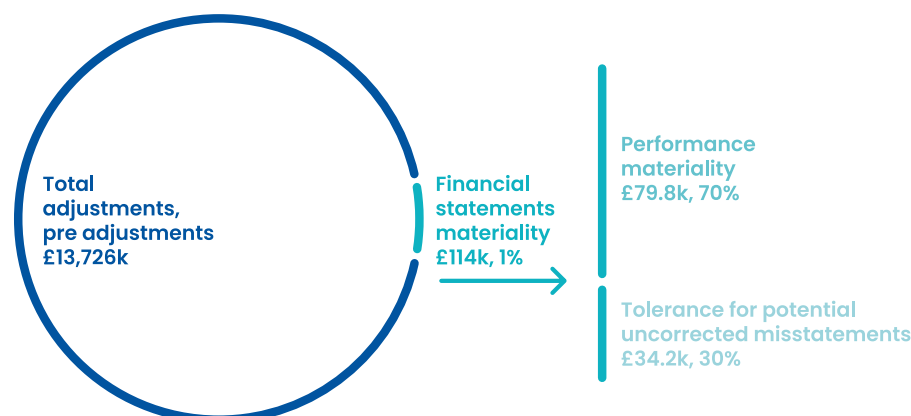 Total
adjustments,
pre adjustments
£13,726k
Financial
statements
materiality
£114k, 1%
Performance
materiality
£79.8k, 70%
Tolerance for potential
uncorrected misstatements
£34.2k, 30%